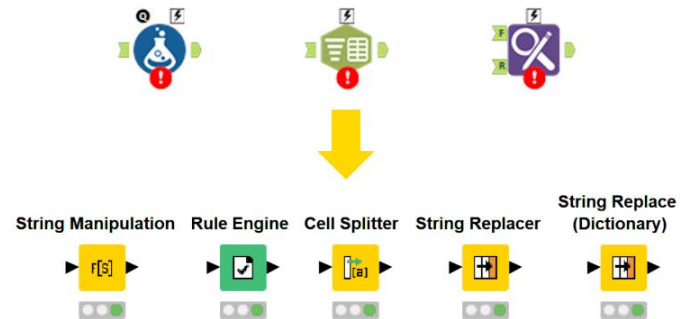 Q
F
R
String Manipulation
Rule Engine
Cell Splitter
String Replacer
String Replace
(Dictionary)
F[S]
[a]